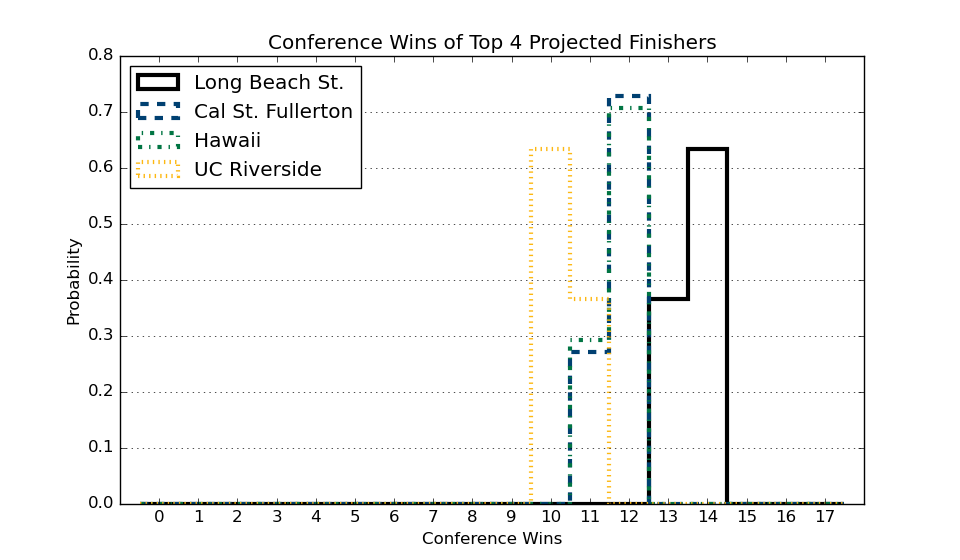 Conference Wins of Top 4 Projected Finishers
0.8
0.7
0.6
0.5
0.4
0.3
0.2
0.1
0.0
Probability
Long Beach St.
Cal St. Fullerton
Hawaii
UC Riverside
0 1 2 3 4 5 6 7 8 9 10 11 12 13 14 15 16 17
Conference Wins